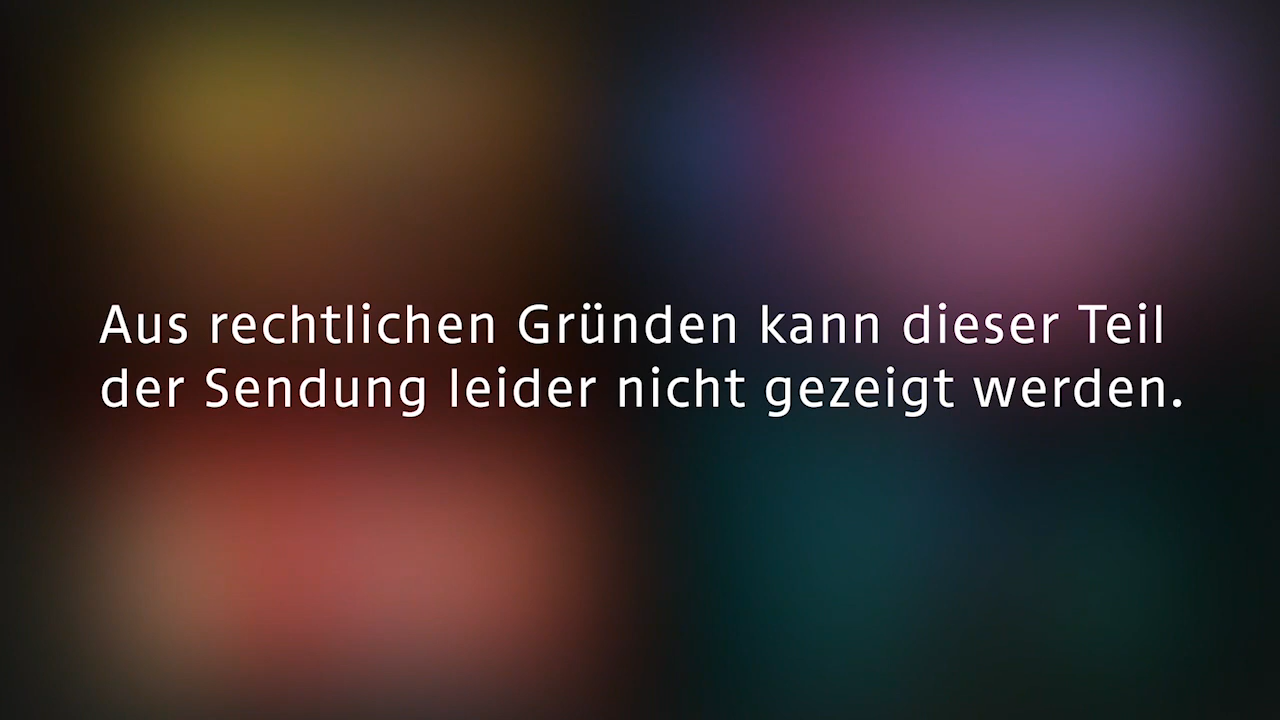 Aus rechtlichen Gründen kann dieser Teil
der Sendung leider nicht gezeigt werden.